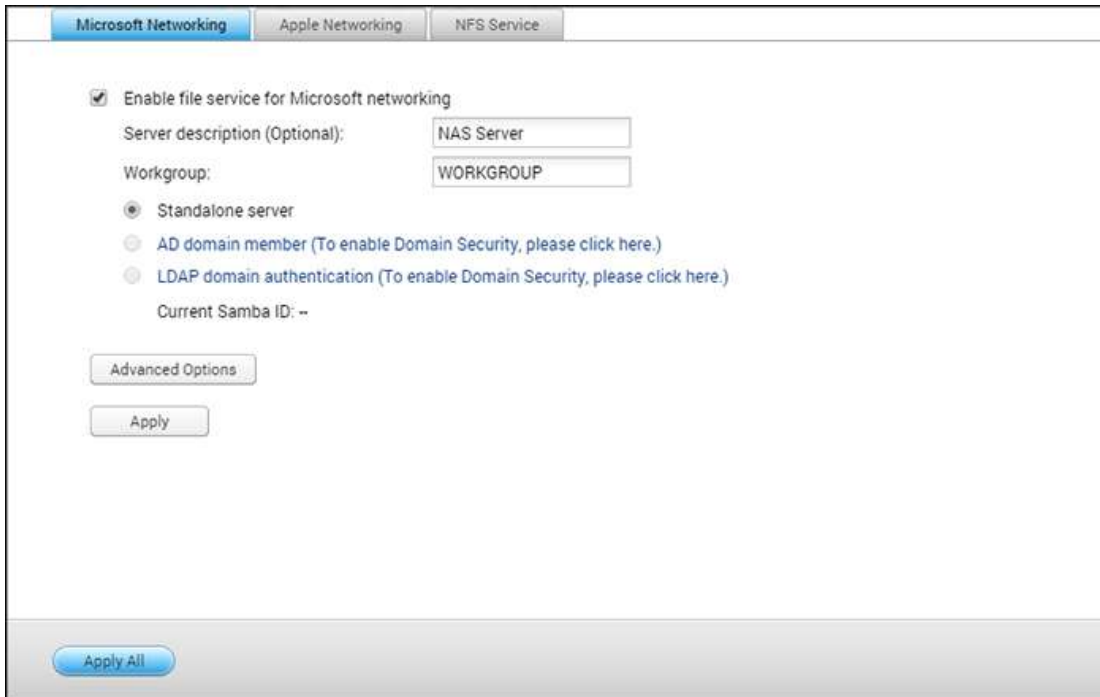 Microsoft Networking Apple Networking NFS Service
Enable file service for Microsoft networking
Server description (Optional): NAS Server
Workgroup: WORKGROUP
Standalone server
AD domain member (To enable Domain Security, please click here.)
LDAP domain authentication (To enable Domain Security, please click here.)
Current Samba ID: --
Advanced Options
Apply
Apply All